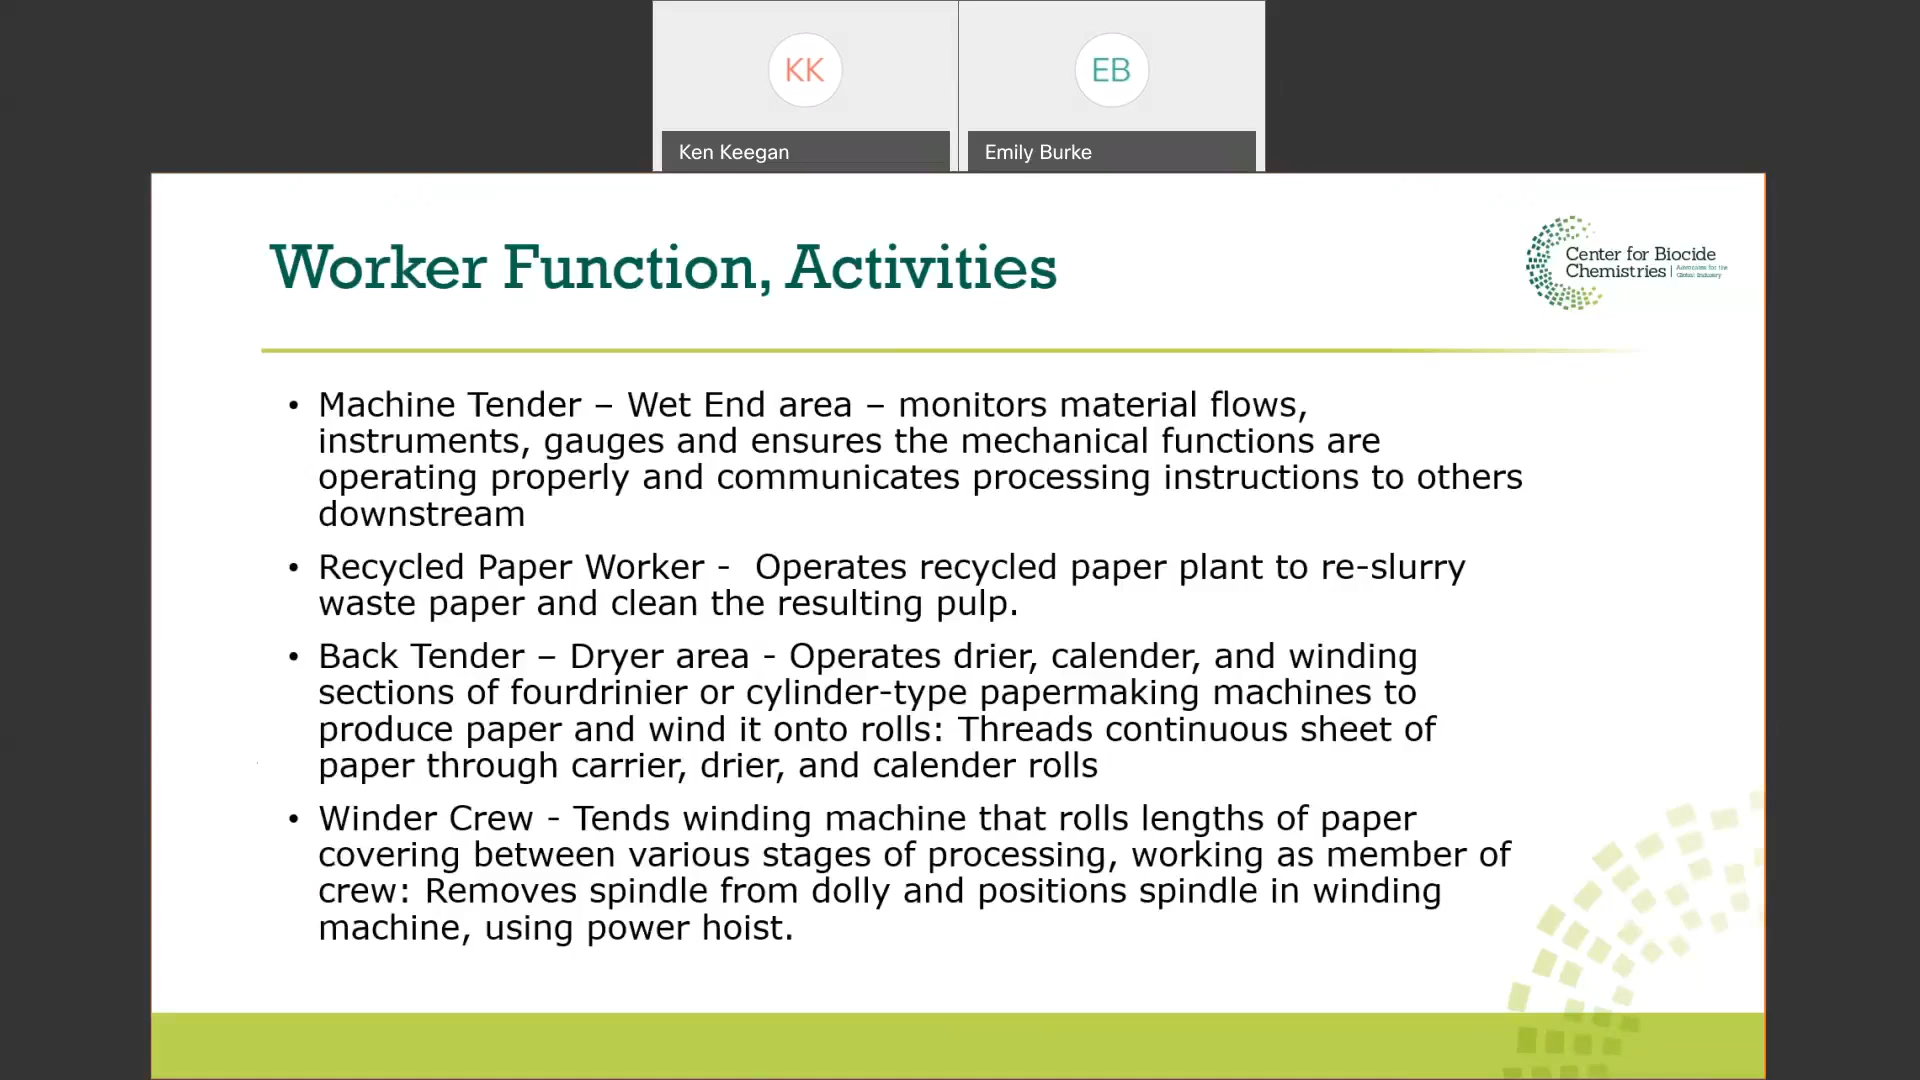 KK
EB
Ken Keegan
Emily Burke
Worker Function, Activities
Center for Biocide
Chemistries | Advocates for the
Global Industry
• Machine Tender – Wet End area – monitors material flows,
instruments, gauges and ensures the mechanical functions are
operating properly and communicates processing instructions to others
downstream
• Recycled Paper Worker -  Operates recycled paper plant to re-slurry
waste paper and clean the resulting pulp.
• Back Tender – Dryer area - Operates drier, calender, and winding
sections of fourdrinier or cylinder-type papermaking machines to
produce paper and wind it onto rolls: Threads continuous sheet of
paper through carrier, drier, and calender rolls
• Winder Crew - Tends winding machine that rolls lengths of paper
covering between various stages of processing, working as member of
crew: Removes spindle from dolly and positions spindle in winding
machine, using power hoist.